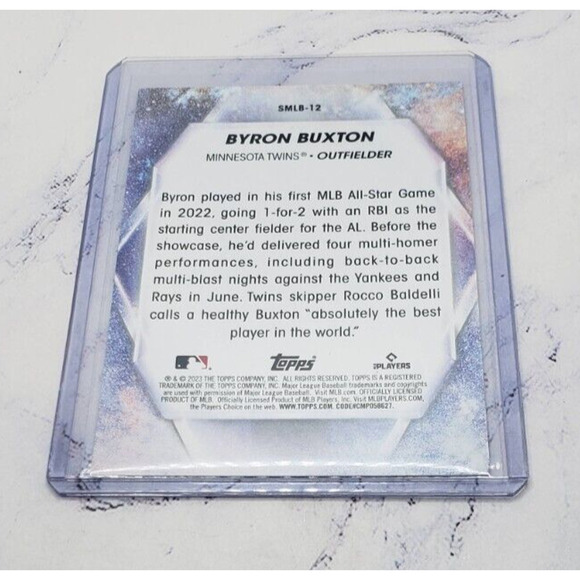 SMLB-12
BYRON BUXTON
MINNESOTA TWINS® • OUTFIELDER
Byron played in his first MLB All-Star Game
in 2022, going 1-for-2 with an RBI as the
starting center fielder for the AL. Before the
showcase, he'd delivered four multi-homer
performances, including back-to-back
multi-blast nights against the Yankees and
Rays in June. Twins skipper Rocco Baldelli
calls a healthy Buxton "absolutely the best
player in the world."
Topps
PLAYERS
® & © 2023 THE TOPPS COMPANY, INC. ALL RIGHTS RESERVED. TOPPS IS A REGISTERED
TRADEMARK OF THE TOPPS COMPANY, INC. Major League Baseball trademarks and copyrights
are used with permission of Major League Baseball. Visit MLB.com. OFFICIALLY LICENSED
PRODUCT OF MLB. Officially Licensed Product of MLB Players, Inc. Visit MLBPLAYERS.COM,
the Players Choice on the web. WWW.TOPPS.COM. CODE#CMP058627.